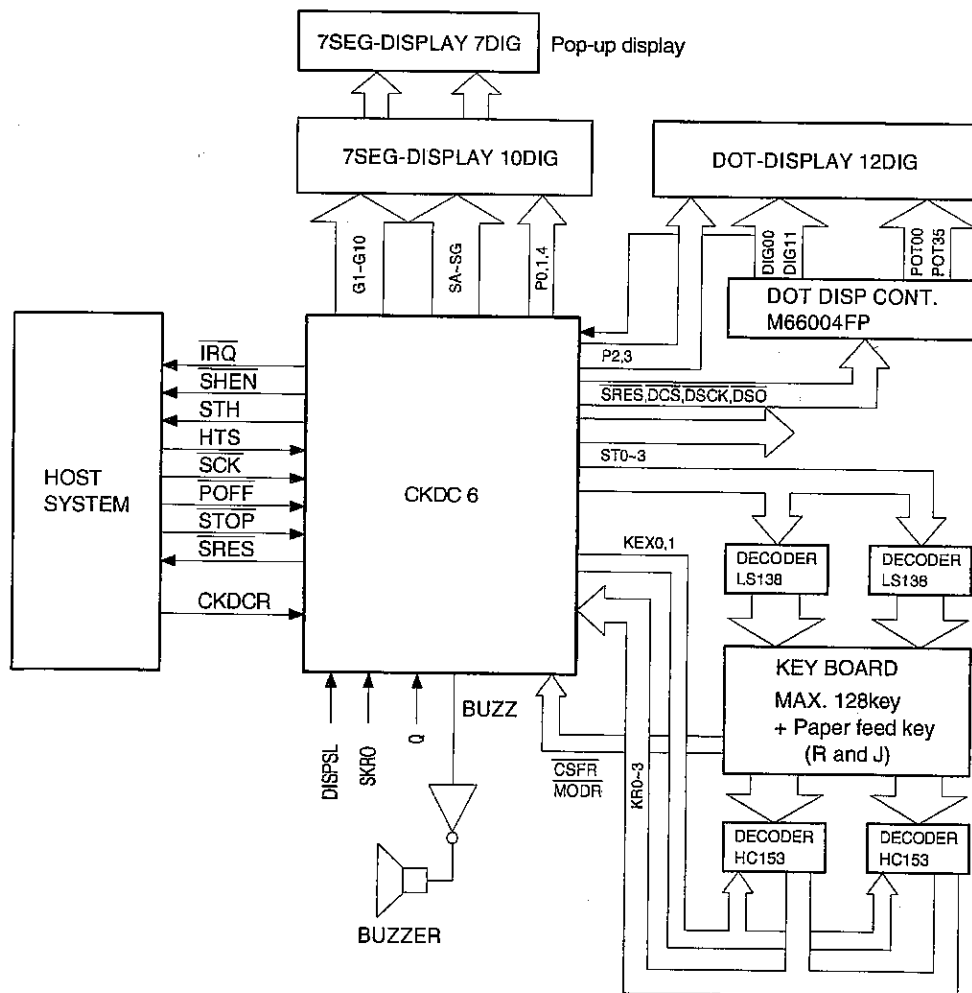 7SEG-DISPLAY 7DIG
Pop-up display
7SEG-DISPLAY 10DIG
DOT-DISPLAY 12DIG
G1~G10
SA~SG
P0,1,4
DIG00
DIG11
POT00
POT35
DOT DISP CONT.
M66004FP
HOST
SYSTEM
IRQ
SHEN
STH
HTS
SCK
POFF
STOP
SRES
CKDCR
CKDC 6
P2,3
SRES,DCS,DSCK,DSO
ST0~3
KEX0,1
DECODER
LS138
DECODER
LS138
KEY BOARD
MAX. 128key
+ Paper feed key
(R and J)
DISPSL
SKR0
Q
BUZZ
CSFR
MODR
KR0~3
DECODER
HC153
DECODER
HC153
BUZZER